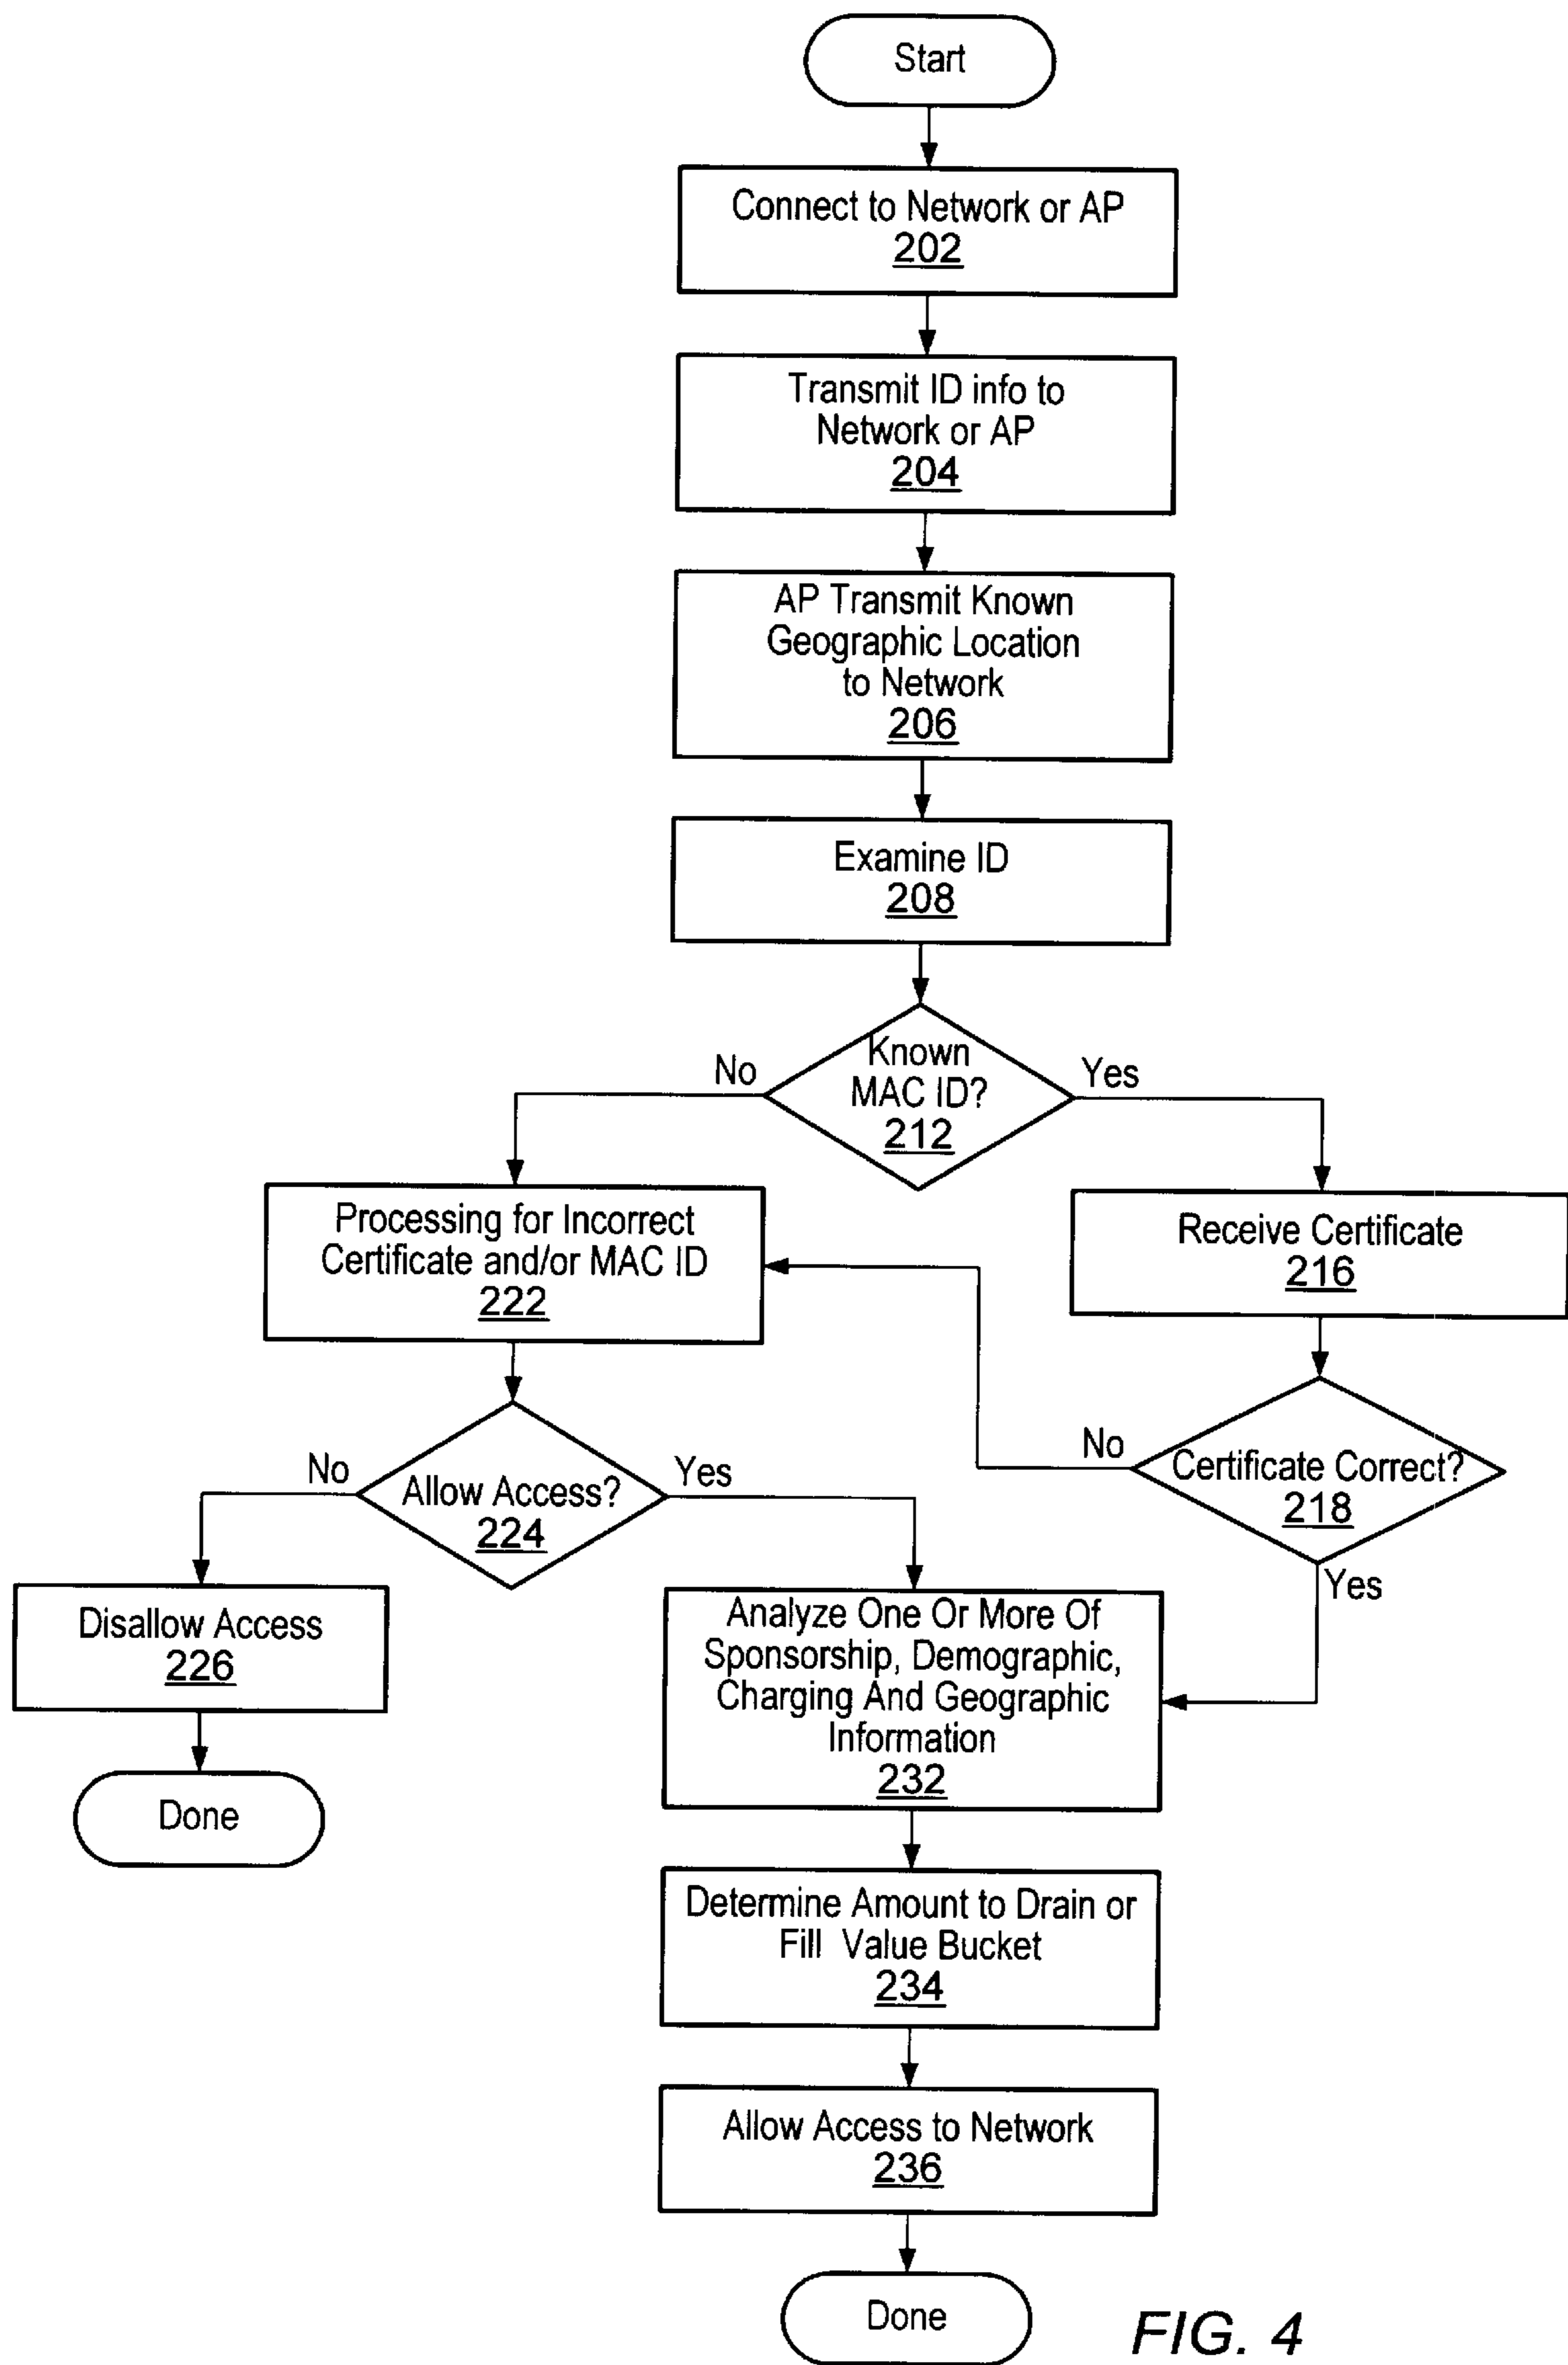 Start
Connect to Network or AP
202
Transmit ID info to
Network or AP
204
AP Transmit Known
Geographic Location
to Network
206
Examine ID
208
Known
MAC ID?
212
No
Yes
Processing for Incorrect
Certificate and/or MAC ID
222
Receive Certificate
216
Certificate Correct?
218
No
Yes
Allow Access?
224
No
Yes
Disallow Access
226
Done
Analyze One Or More Of
Sponsorship, Demographic,
Charging And Geographic
Information
232
Determine Amount to Drain or
Fill Value Bucket
234
Allow Access to Network
236
Done
FIG. 4